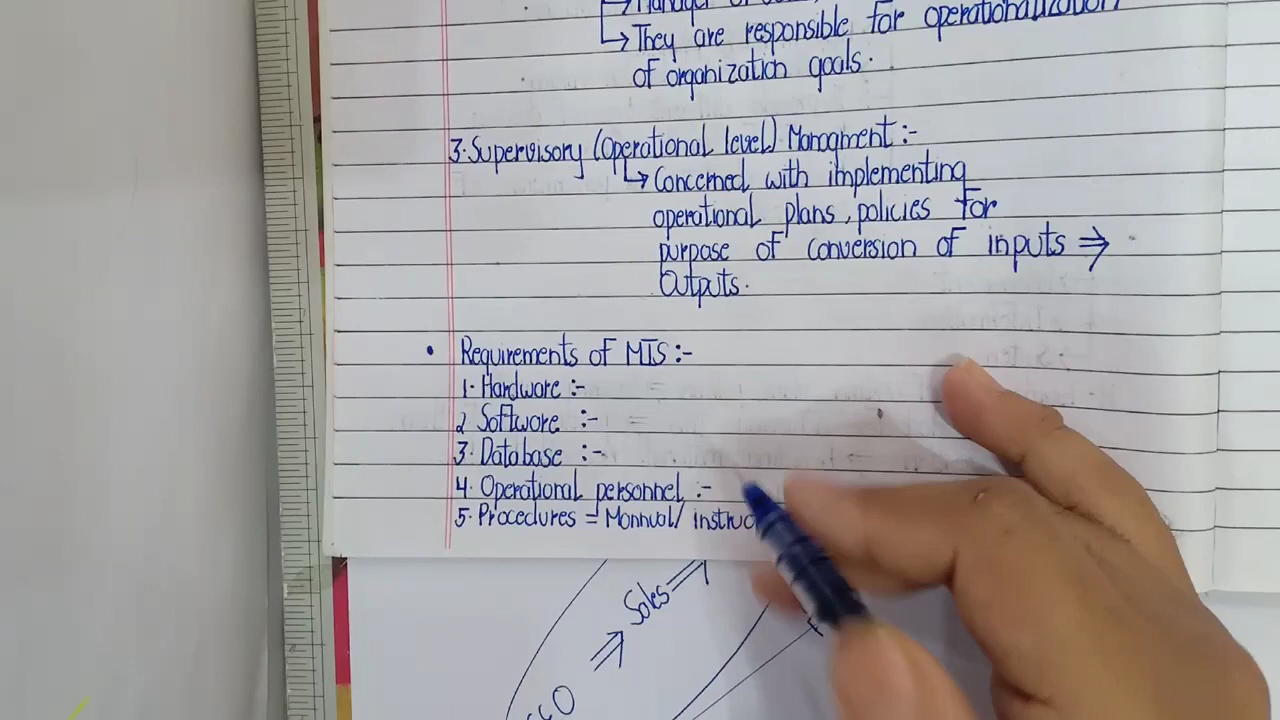 They are responsible for operationalization
of organization goals.
3. Supervisory (Operational level) Managment :-
Concerned with implementing
operational plans, policies for
purpose of conversion of inputs ⇒
Outputs.
• Requirements of MIS :-
1. Hardware :-
2 Software :-
3. Database :-
4. Operational personnel :-
5. Procedures = Monnual/
Sales